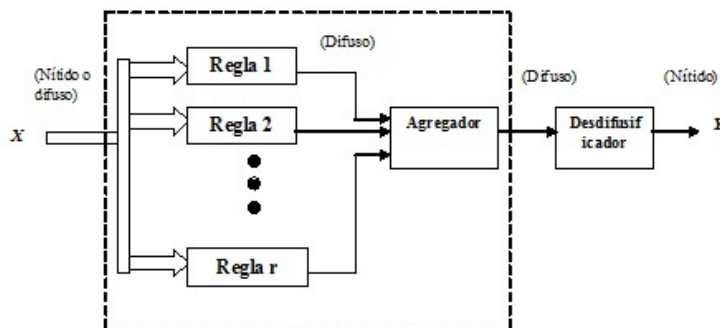 (Nítido o
difuso)
X
Regla 1
(Difuso)
Regla 2
Regla r
Agregador
(Difuso)
Desdifusif
icador
(Nítido)